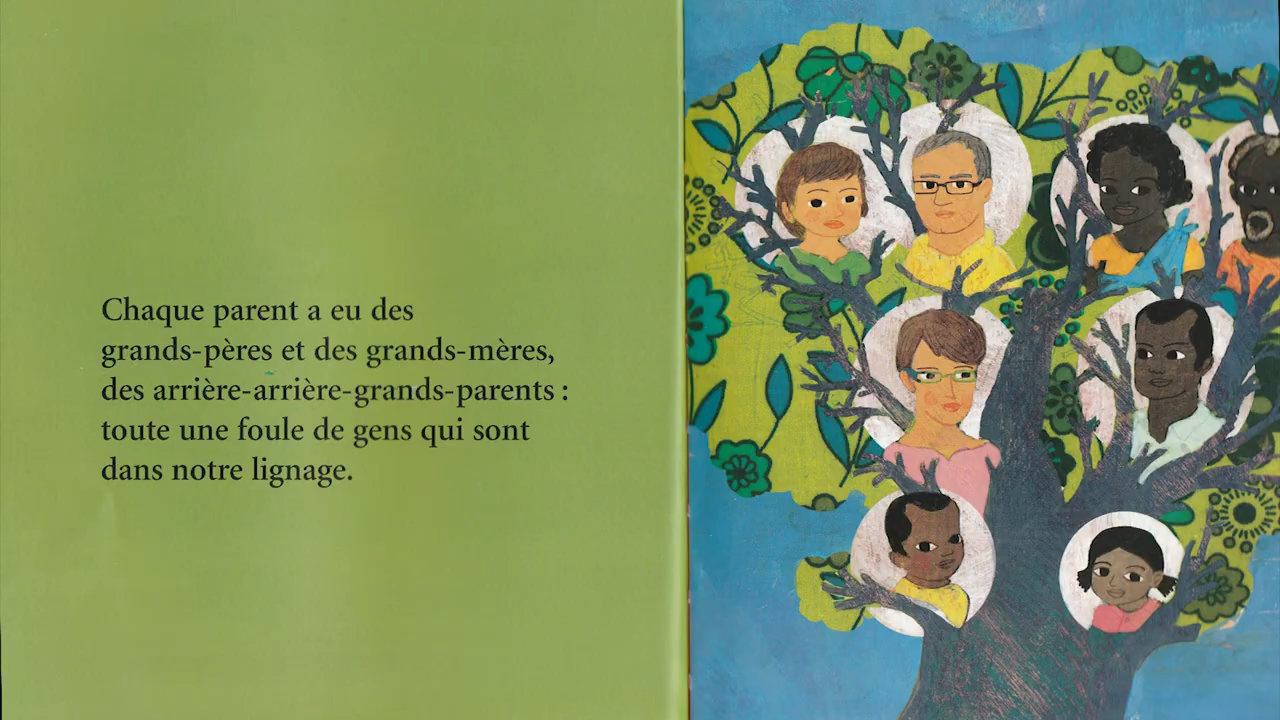 Chaque parent a eu des
grands-pères et des grands-mères,
des arrière-arrière-grands-parents :
toute une foule de gens qui sont
dans notre lignage.